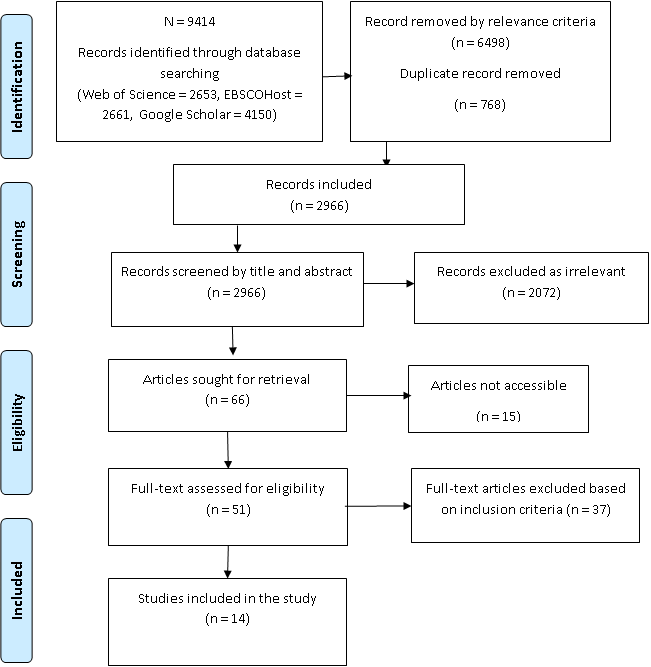 Identification
N = 9414
Records identified through database
searching
(Web of Science = 2653, EBSCOHost =
2661, Google Scholar = 4150)
Record removed by relevance criteria
(n = 6498)
Duplicate record removed
(n = 768)
Screening
Records included
(n = 2966)
Records screened by title and abstract
(n = 2966)
Records excluded as irrelevant
(n = 2072)
Eligibility
Articles sought for retrieval
(n = 66)
Articles not accessible
(n = 15)
Full-text assessed for eligibility
(n = 51)
Full-text articles excluded based
on inclusion criteria (n = 37)
Included
Studies included in the study
(n = 14)